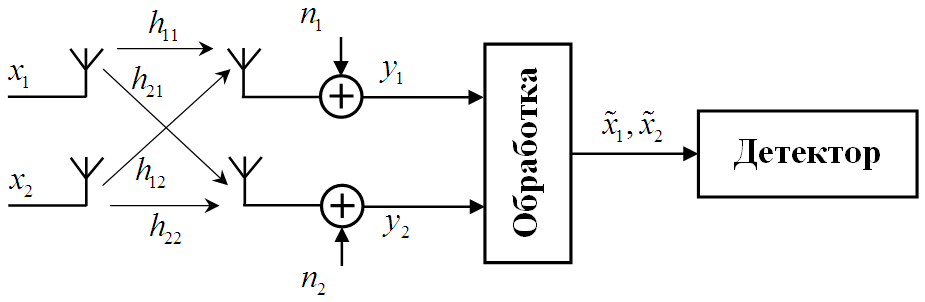 h₁₁
n₁
x₁
h₂₁
y₁
Обработка
x̃₁, x̃₂
Детектор
x₂
h₁₂
h₂₂
y₂
n₂